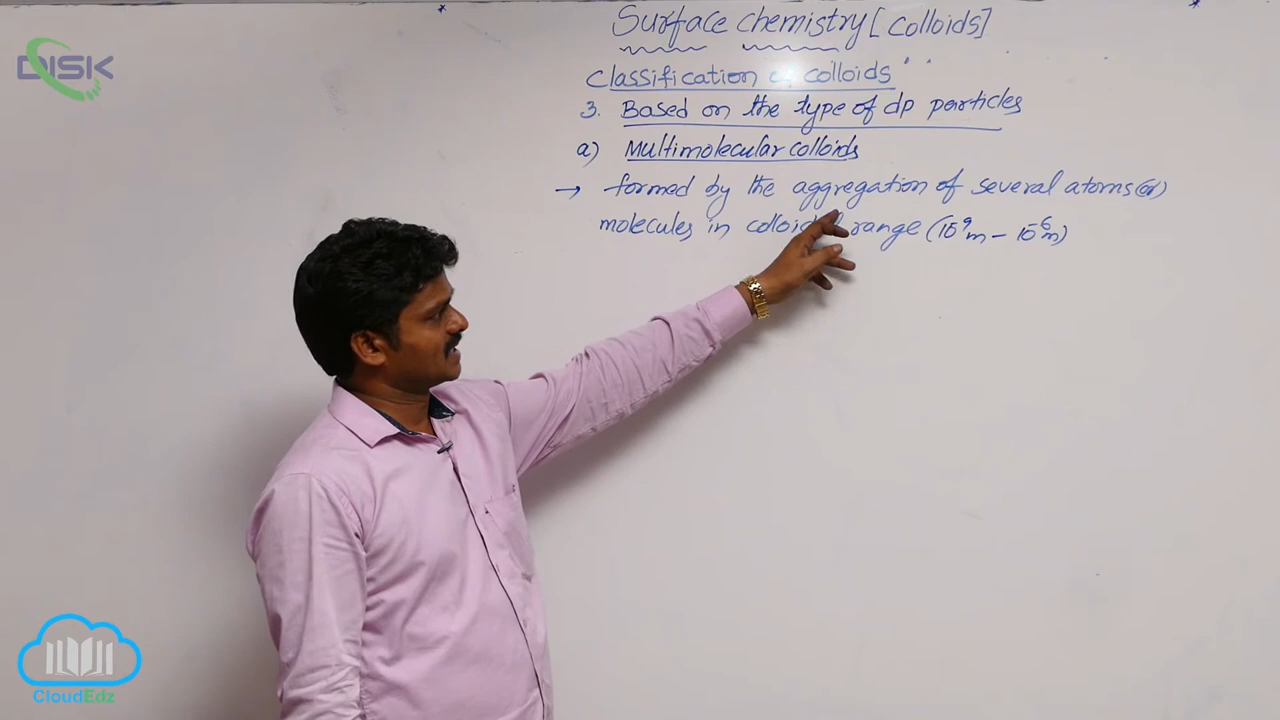 DISK
Surface chemistry [colloids]
Classification of colloids
3. Based on the type of dp particles
a) Multimolecular colloids
→ formed by the aggregation of several atoms (or)
molecules in colloidal range (10⁻⁹m – 10⁻⁶m)
CloudEdz